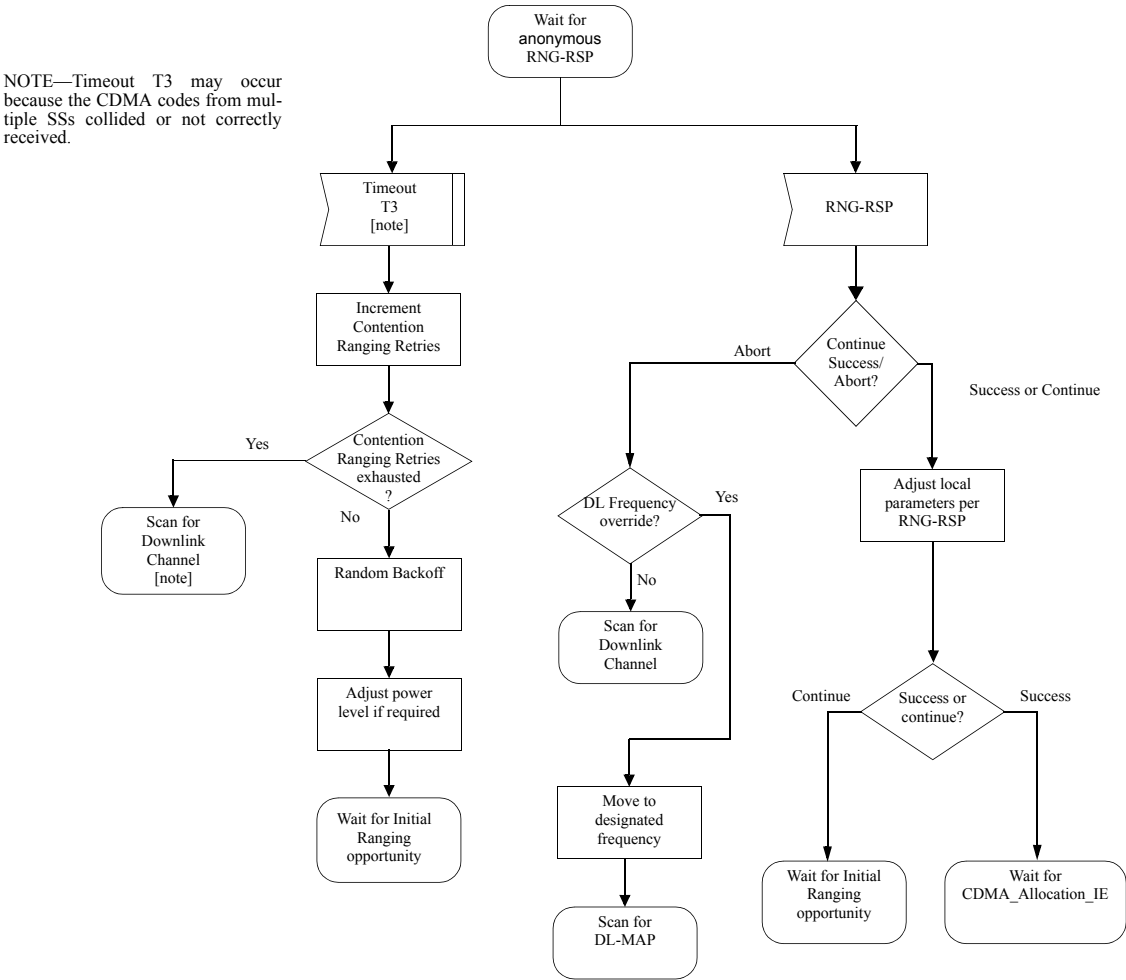 Wait for
anonymous
RNG-RSP
NOTE—Timeout T3 may occur
because the CDMA codes from mul-
tiple SSs collided or not correctly
received.
Timeout
T3
[note]
RNG-RSP
Increment
Contention
Ranging Retries
Continue
Success/
Abort?
Abort
Success or Continue
Contention
Ranging Retries
exhausted
?
Yes
No
Scan for
Downlink
Channel
[note]
Random Backoff
Adjust power
level if required
Wait for Initial
Ranging
opportunity
DL Frequency
override?
Yes
No
Scan for
Downlink
Channel
Move to
designated
frequency
Scan for
DL-MAP
Adjust local
parameters per
RNG-RSP
Success or
continue?
Continue
Success
Wait for Initial
Ranging
opportunity
Wait for
CDMA_Allocation_IE